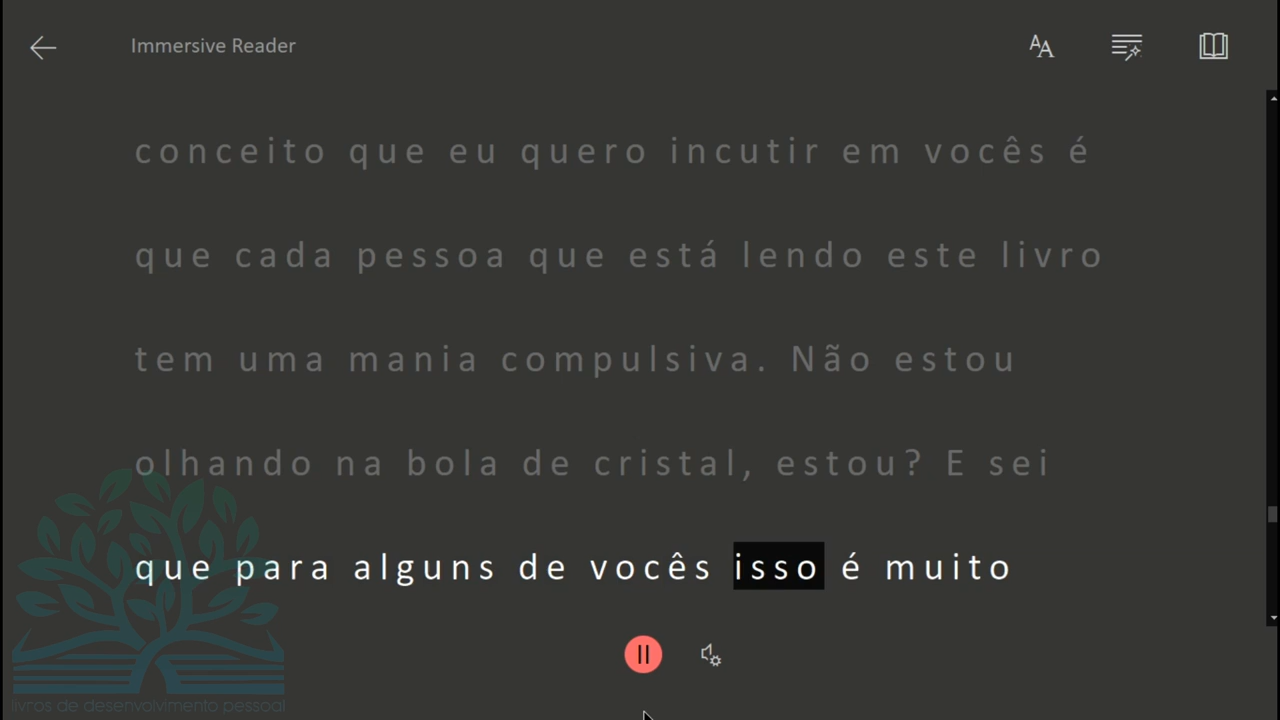 Immersive Reader
conceito que eu quero incutir em vocês é
que cada pessoa que está lendo este livro
tem uma mania compulsiva. Não estou
olhando na bola de cristal, estou? E sei
que para alguns de vocês isso é muito
livros de desenvolvimento pessoal